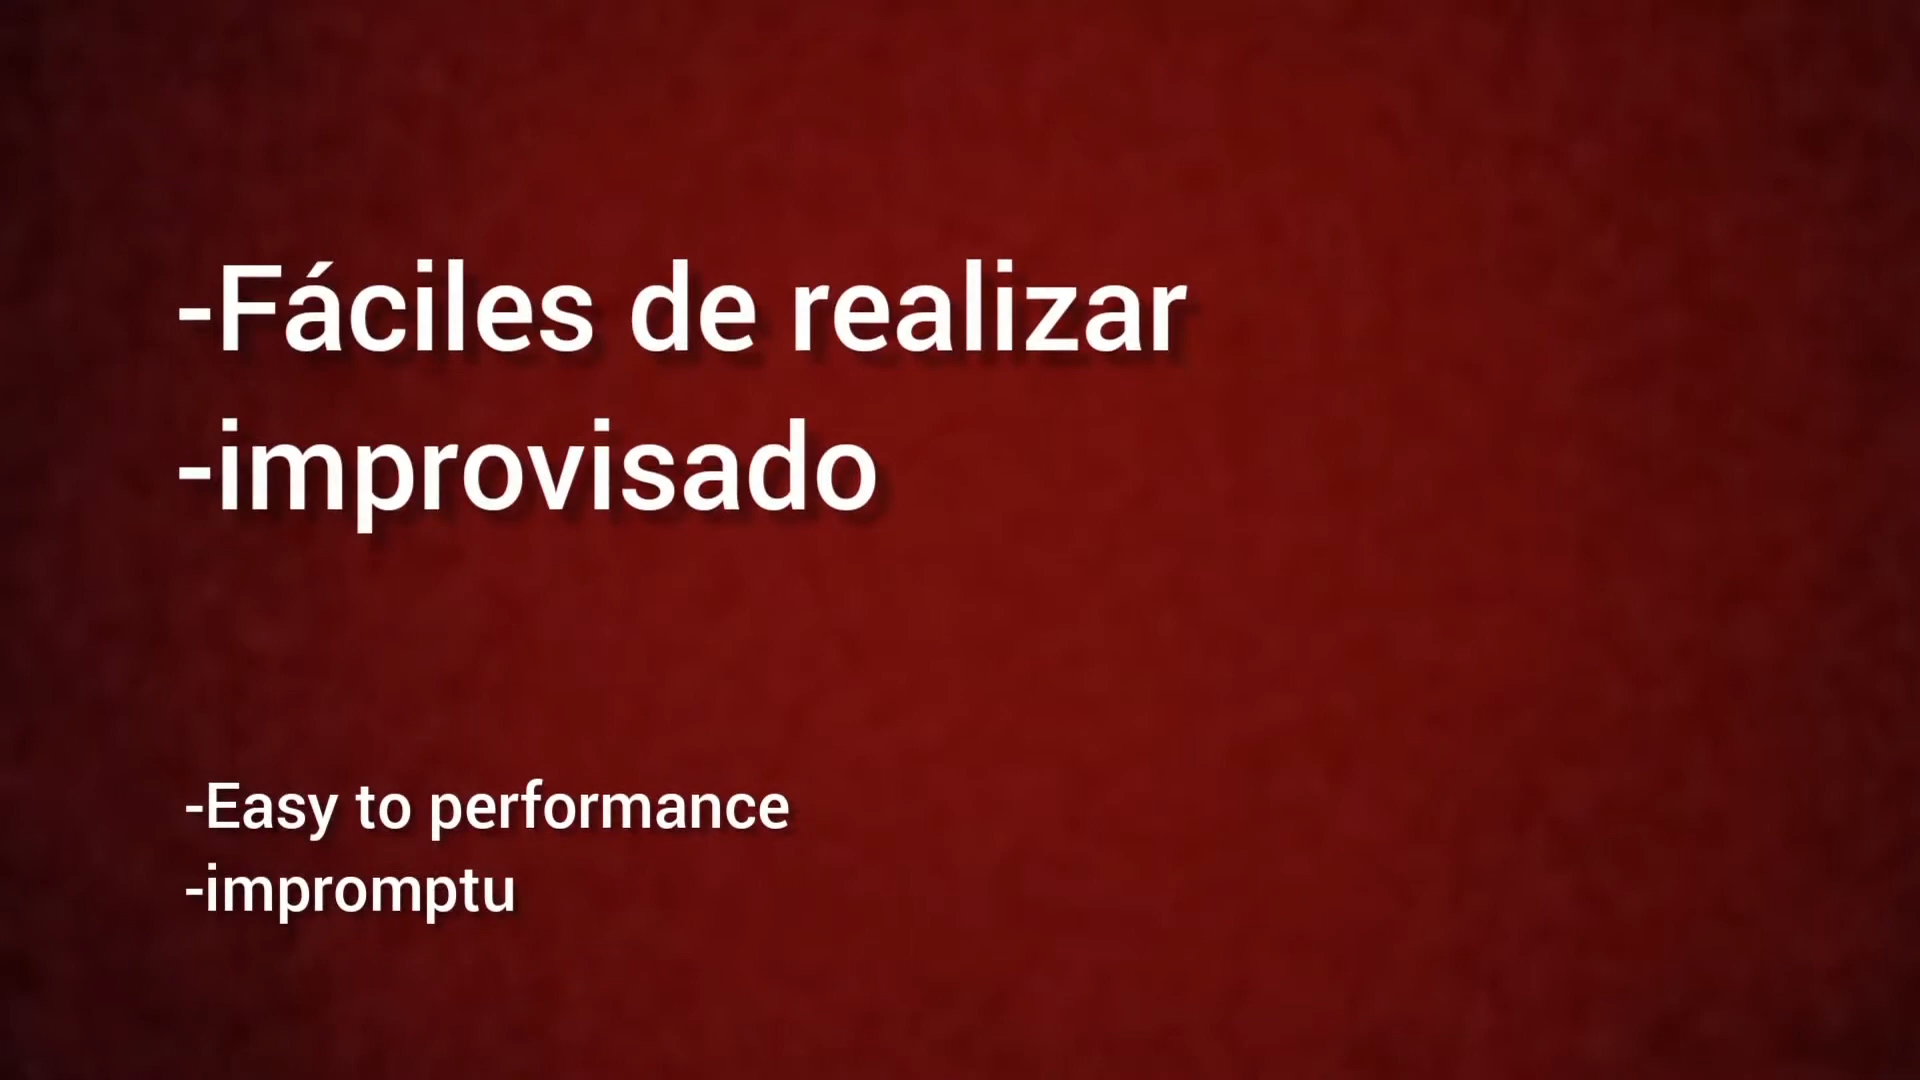 -Fáciles de realizar
-improvisado
-Easy to performance
-impromptu